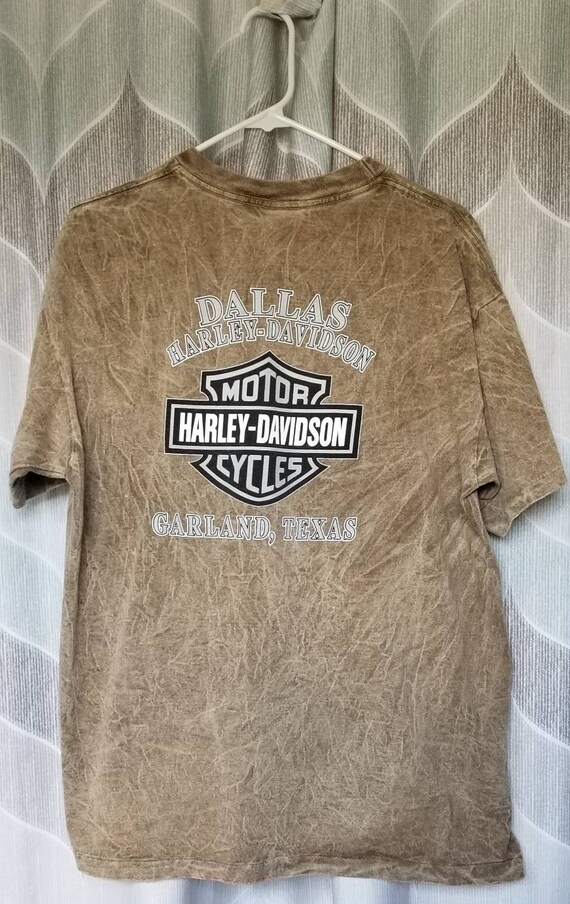 DALLAS
HARLEY-DAVIDSON
MOTOR
HARLEY-DAVIDSON
CYCLES
GARLAND, TEXAS